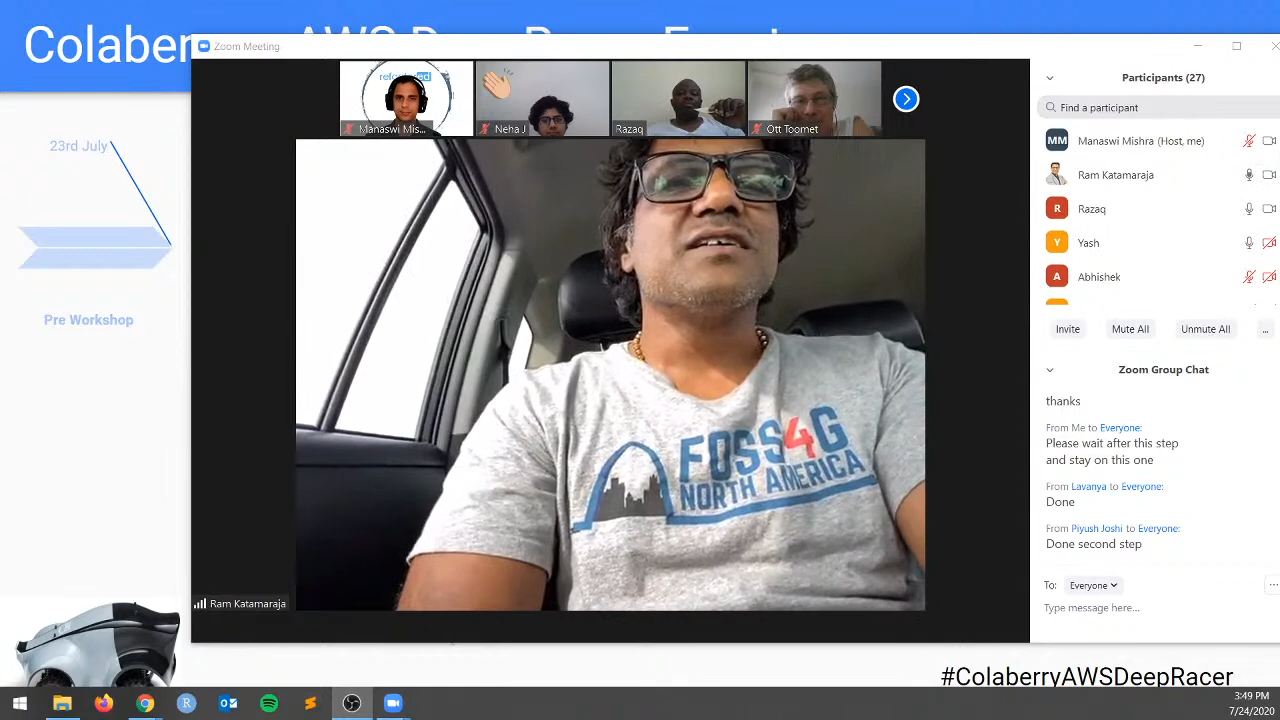 Colaber
Zoom Meeting
refactored
Manaswi Mis...
Neha J
Razaq
Ott Toomet
Participants (27)
Find a participant
MM
Manaswi Mishra (Host, me)
Ram Katamaraja
R
Razaq
Y
Yash
A
Abhishek
Invite
Mute All
Unmute All
...
Zoom Group Chat
thanks
From Me to Everyone:
Please wait after this step
and stay on this one
From Lavanya to Everyone:
Done
From Piyush Joshi to Everyone:
Done second step
To:
Everyone
Type message here...
23rd July
Pre Workshop
FOSS4G
NORTH AMERICA
Ram Katamaraja
#ColaberryAWSDeepRacer
R
3:49 PM
7/24/2020